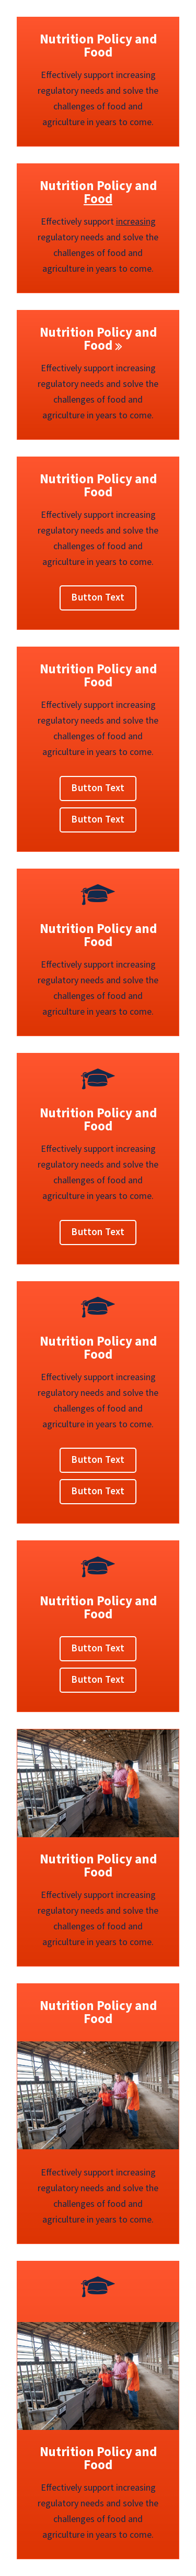 Nutrition Policy and
Food
Effectively support increasing
regulatory needs and solve the
challenges of food and
agriculture in years to come.
Nutrition Policy and
Food
Effectively support increasing
regulatory needs and solve the
challenges of food and
agriculture in years to come.
Nutrition Policy and
Food »
Effectively support increasing
regulatory needs and solve the
challenges of food and
agriculture in years to come.
Nutrition Policy and
Food
Effectively support increasing
regulatory needs and solve the
challenges of food and
agriculture in years to come.
Button Text
Nutrition Policy and
Food
Effectively support increasing
regulatory needs and solve the
challenges of food and
agriculture in years to come.
Button Text
Button Text
Nutrition Policy and
Food
Effectively support increasing
regulatory needs and solve the
challenges of food and
agriculture in years to come.
Nutrition Policy and
Food
Effectively support increasing
regulatory needs and solve the
challenges of food and
agriculture in years to come.
Button Text
Nutrition Policy and
Food
Effectively support increasing
regulatory needs and solve the
challenges of food and
agriculture in years to come.
Button Text
Button Text
Nutrition Policy and
Food
Button Text
Button Text
Nutrition Policy and
Food
Effectively support increasing
regulatory needs and solve the
challenges of food and
agriculture in years to come.
Nutrition Policy and
Food
Effectively support increasing
regulatory needs and solve the
challenges of food and
agriculture in years to come.
Nutrition Policy and
Food
Effectively support increasing
regulatory needs and solve the
challenges of food and
agriculture in years to come.